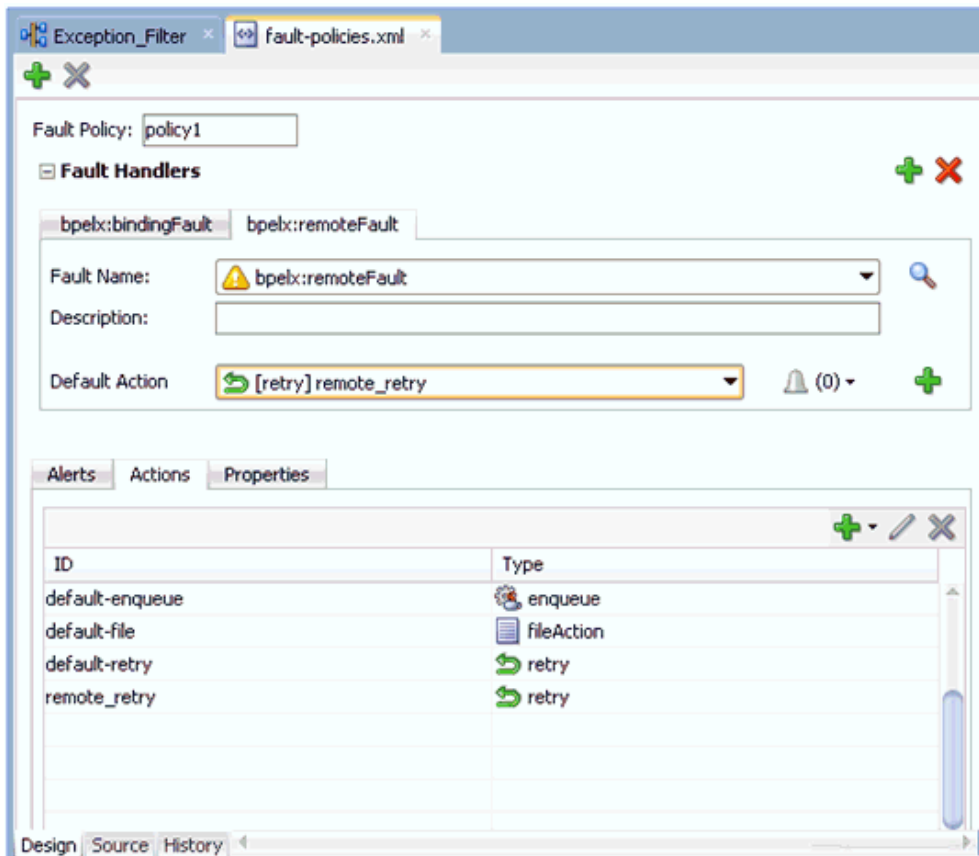 Exception_Filter fault-policies.xml
Fault Policy: policy1
Fault Handlers
bpelx:bindingFault bpelx:remoteFault
Fault Name: bpelx:remoteFault
Description:
Default Action [retry] remote_retry (0)
Alerts Actions Properties
ID Type
default-enqueue enqueue
default-file fileAction
default-retry retry
remote_retry retry
Design Source History